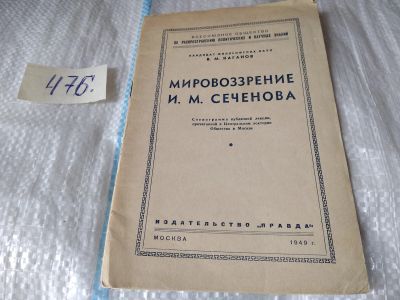 476.
ВСЕСОЮЗНОЕ ОБЩЕСТВО
ПО РАСПРОСТРАНЕНИЮ ПОЛИТИЧЕСКИХ И НАУЧНЫХ ЗНАНИЙ
КАНДИДАТ ФИЛОСОФСКИХ НАУК
В. М. КАГАНОВ
МИРОВОЗЗРЕНИЕ
И. М. СЕЧЕНОВА
Стенограмма публичной лекции,
прочитанной в Центральном лектории
Общества в Москве
ИЗДАТЕЛЬСТВО „ПРАВДА“
МОСКВА 1949 г.